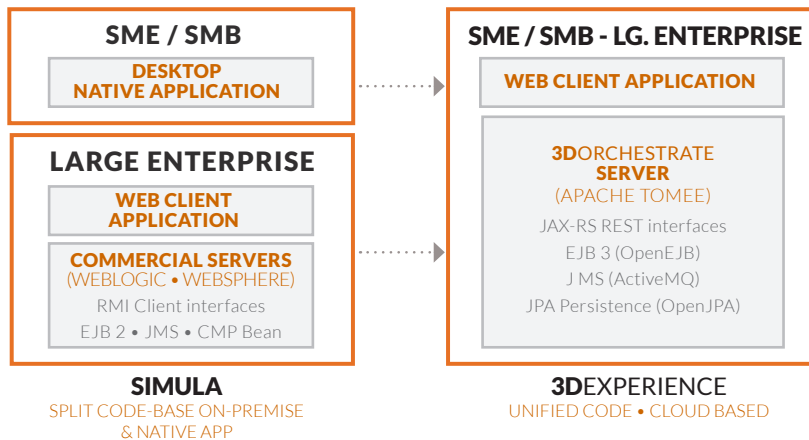 SME / SMB
DESKTOP
NATIVE APPLICATION
LARGE ENTERPRISE
WEB CLIENT
APPLICATION
COMMERCIAL SERVERS
(WEBLOGIC • WEBSPHERE)
RMI Client interfaces
EJB 2 • JMS • CMP Bean
SIMULA
SPLIT CODE-BASE ON-PREMISE
& NATIVE APP
SME / SMB - LG. ENTERPRISE
WEB CLIENT APPLICATION
3DORCHESTRATE
SERVER
(APACHE TOMEE)
JAX-RS REST interfaces
EJB 3 (OpenEJB)
J MS (ActiveMQ)
JPA Persistence (OpenJPA)
3DEXPERIENCE
UNIFIED CODE • CLOUD BASED